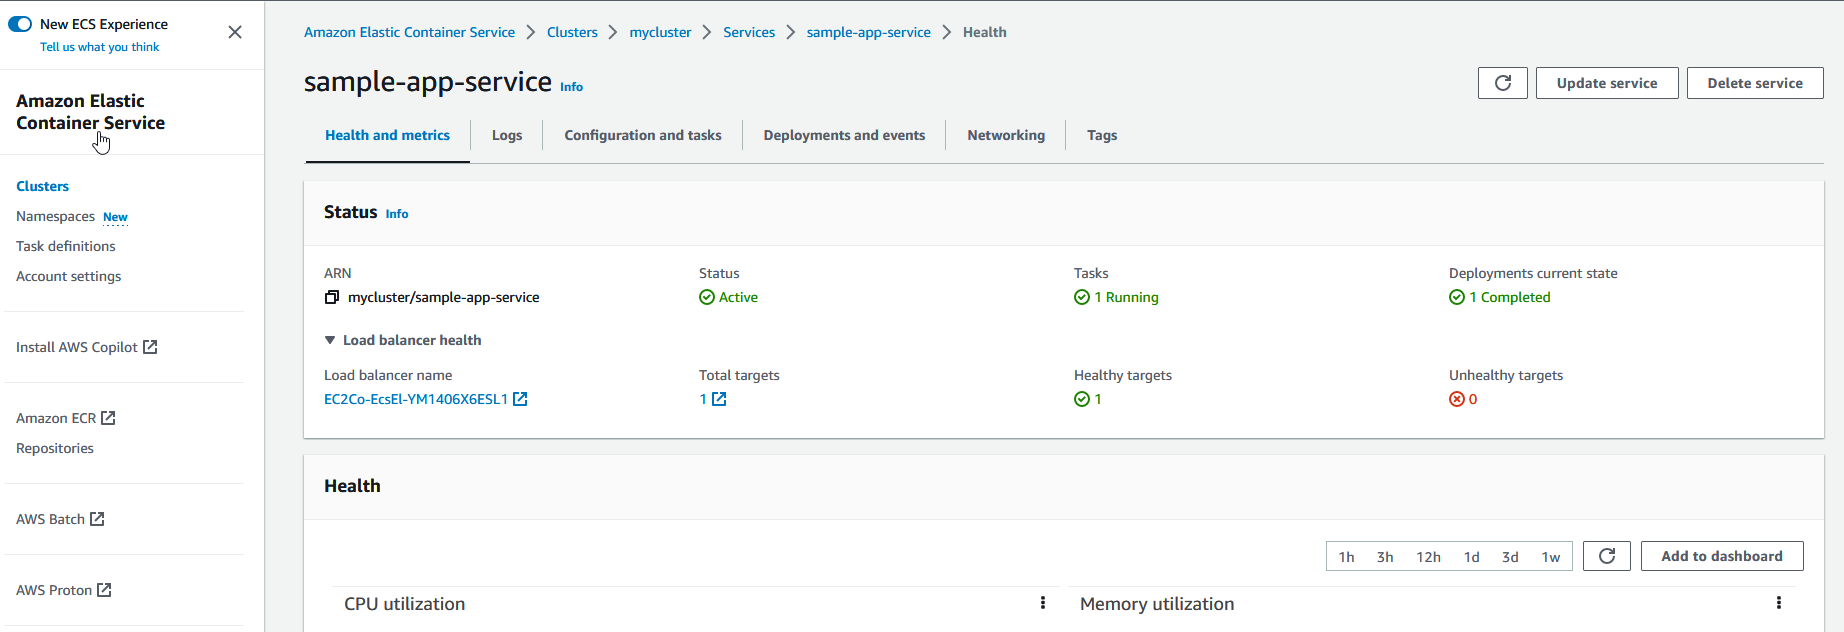 New ECS Experience
Tell us what you think
Amazon Elastic
Container Service
Clusters
Namespaces New
Task definitions
Account settings
Install AWS Copilot
Amazon ECR
Repositories
AWS Batch
AWS Proton
Amazon Elastic Container Service > Clusters > mycluster > Services > sample-app-service > Health
sample-app-service Info
Update service
Delete service
Health and metrics
Logs
Configuration and tasks
Deployments and events
Networking
Tags
Status Info
ARN
mycluster/sample-app-service
Status
Active
Tasks
1 Running
Deployments current state
1 Completed
Load balancer health
Load balancer name
EC2Co-EcsEl-YM1406X6ESL1
Total targets
1
Healthy targets
1
Unhealthy targets
0
Health
1h 3h 12h 1d 3d 1w
Add to dashboard
CPU utilization
Memory utilization